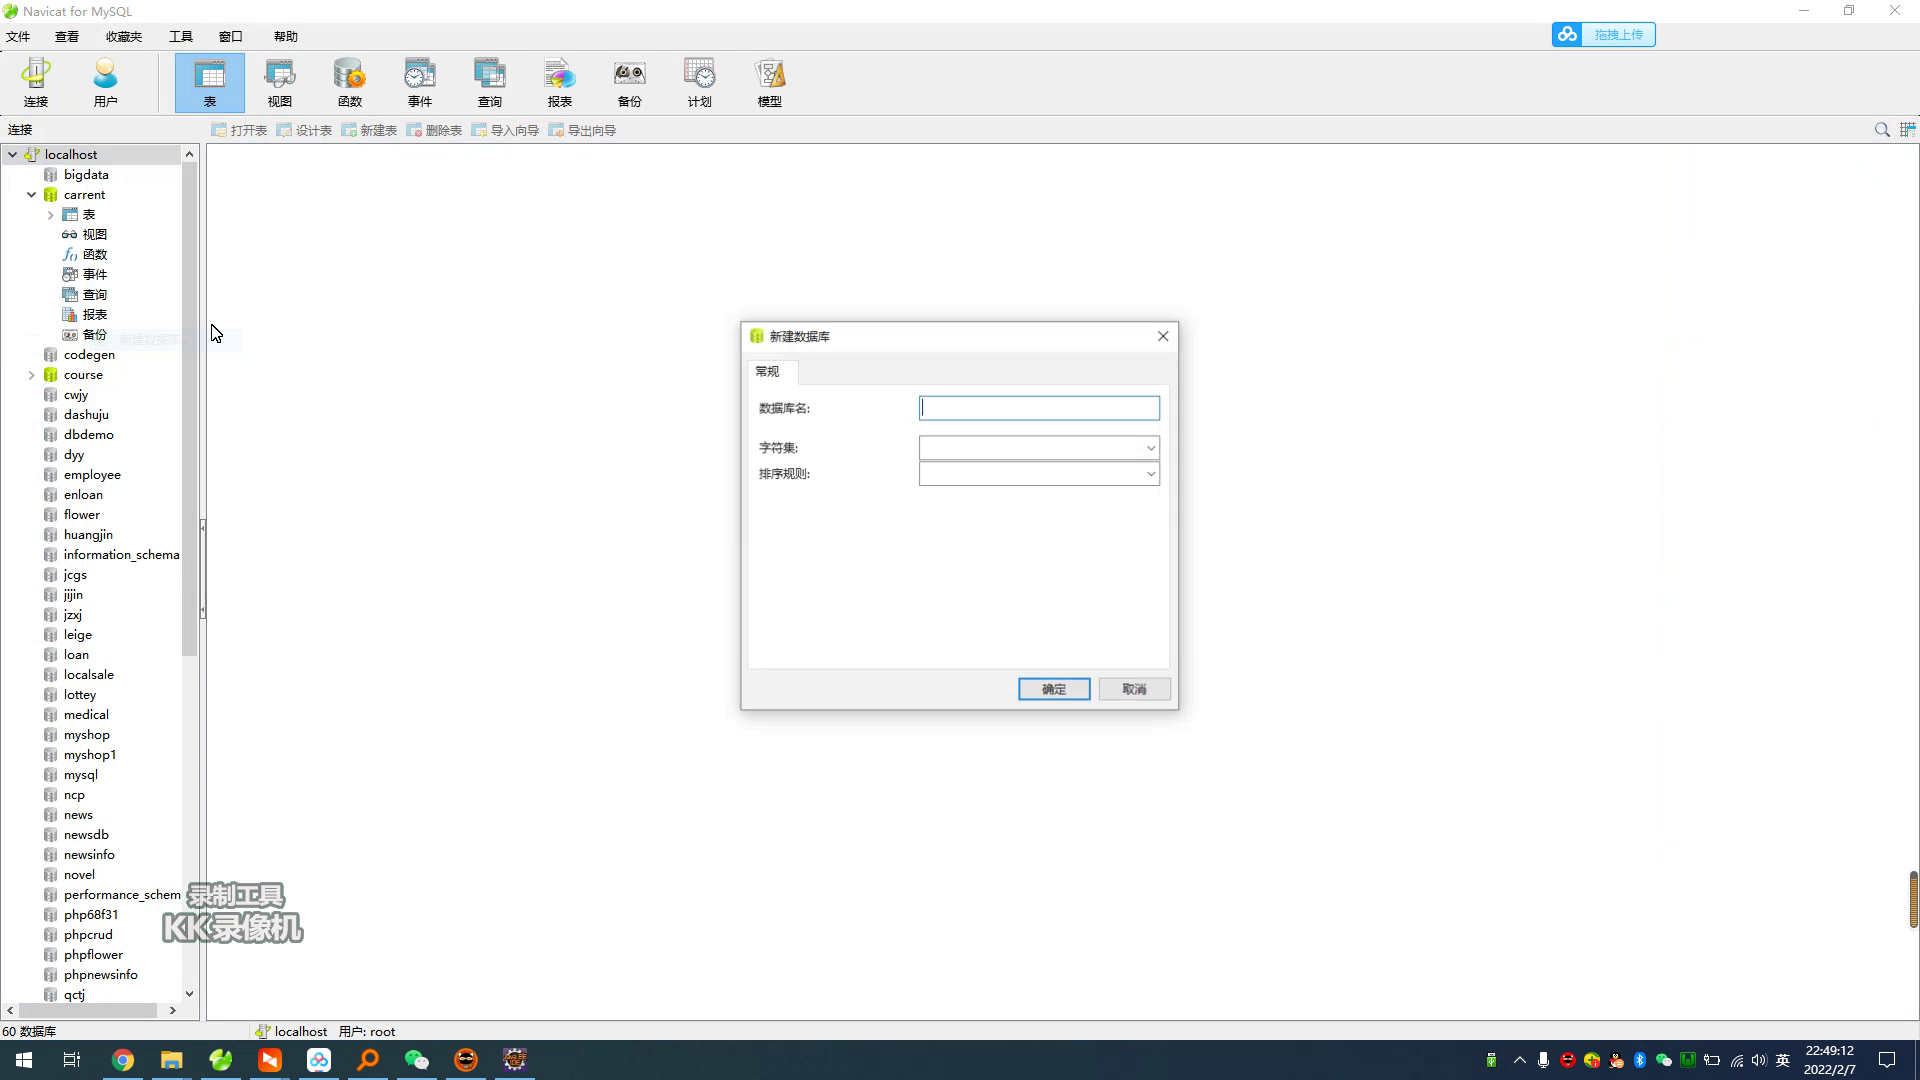 Navicat for MySQL
文件 查看 收藏夹 工具 窗口 帮助
拖拽上传
连接 用户 表 视图 函数 事件 查询 报表 备份 计划 模型
连接 打开表 设计表 新建表 删除表 导入向导 导出向导
localhost
bigdata
carrent
表
视图
函数
事件
查询
报表
备份
新建数据库...
codegen
course
cwjy
dashuju
dbdemo
dyy
employee
enloan
flower
huangjin
information_schema
jcgs
jijin
jzxj
leige
loan
localsale
lottey
medical
myshop
myshop1
mysql
ncp
news
newsdb
newsinfo
novel
performance_schem
php68f31
phpcrud
phpflower
phpnewsinfo
qctj
新建数据库
常规
数据库名:
字符集:
排序规则:
确定 取消
录制工具
KK录像机
60 数据库 localhost 用户: root
英
22:49:12
2022/2/7